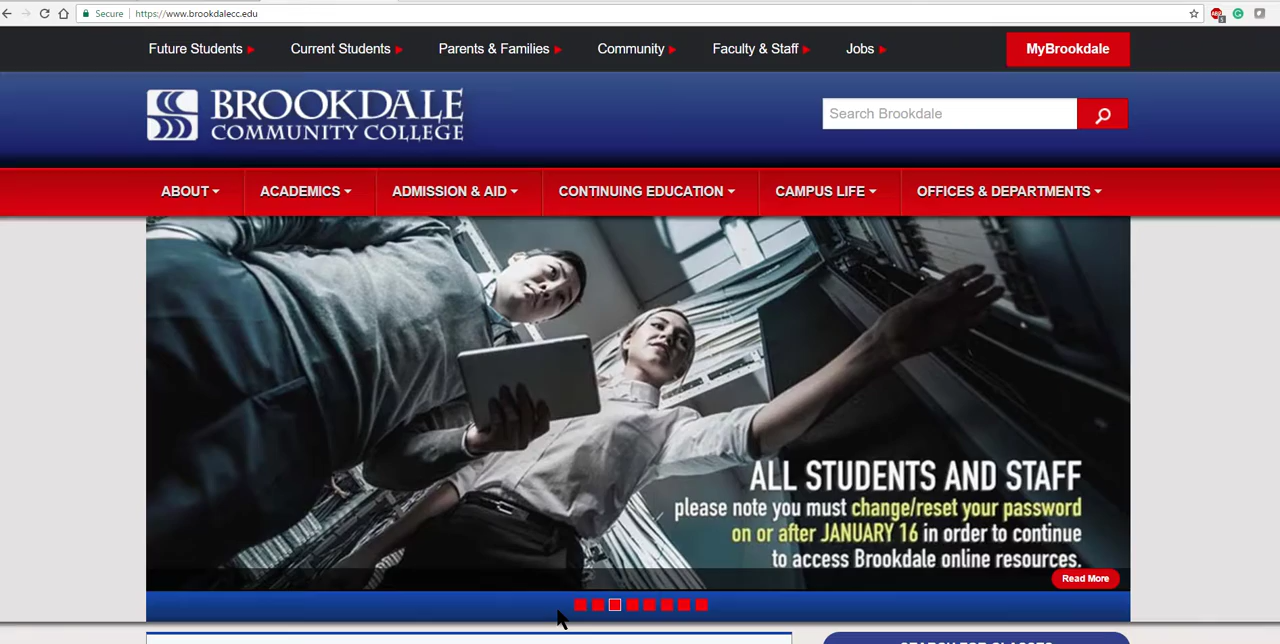 Secure https://www.brookdalecc.edu
Future Students Current Students Parents & Families Community Faculty & Staff Jobs MyBrookdale
BROOKDALE
COMMUNITY COLLEGE
Search Brookdale
ABOUT ACADEMICS ADMISSION & AID CONTINUING EDUCATION CAMPUS LIFE OFFICES & DEPARTMENTS
ALL STUDENTS AND STAFF
please note you must change/reset your password
on or after JANUARY 16 in order to continue
to access Brookdale online resources.
Read More
SEARCH FOR CLASSES